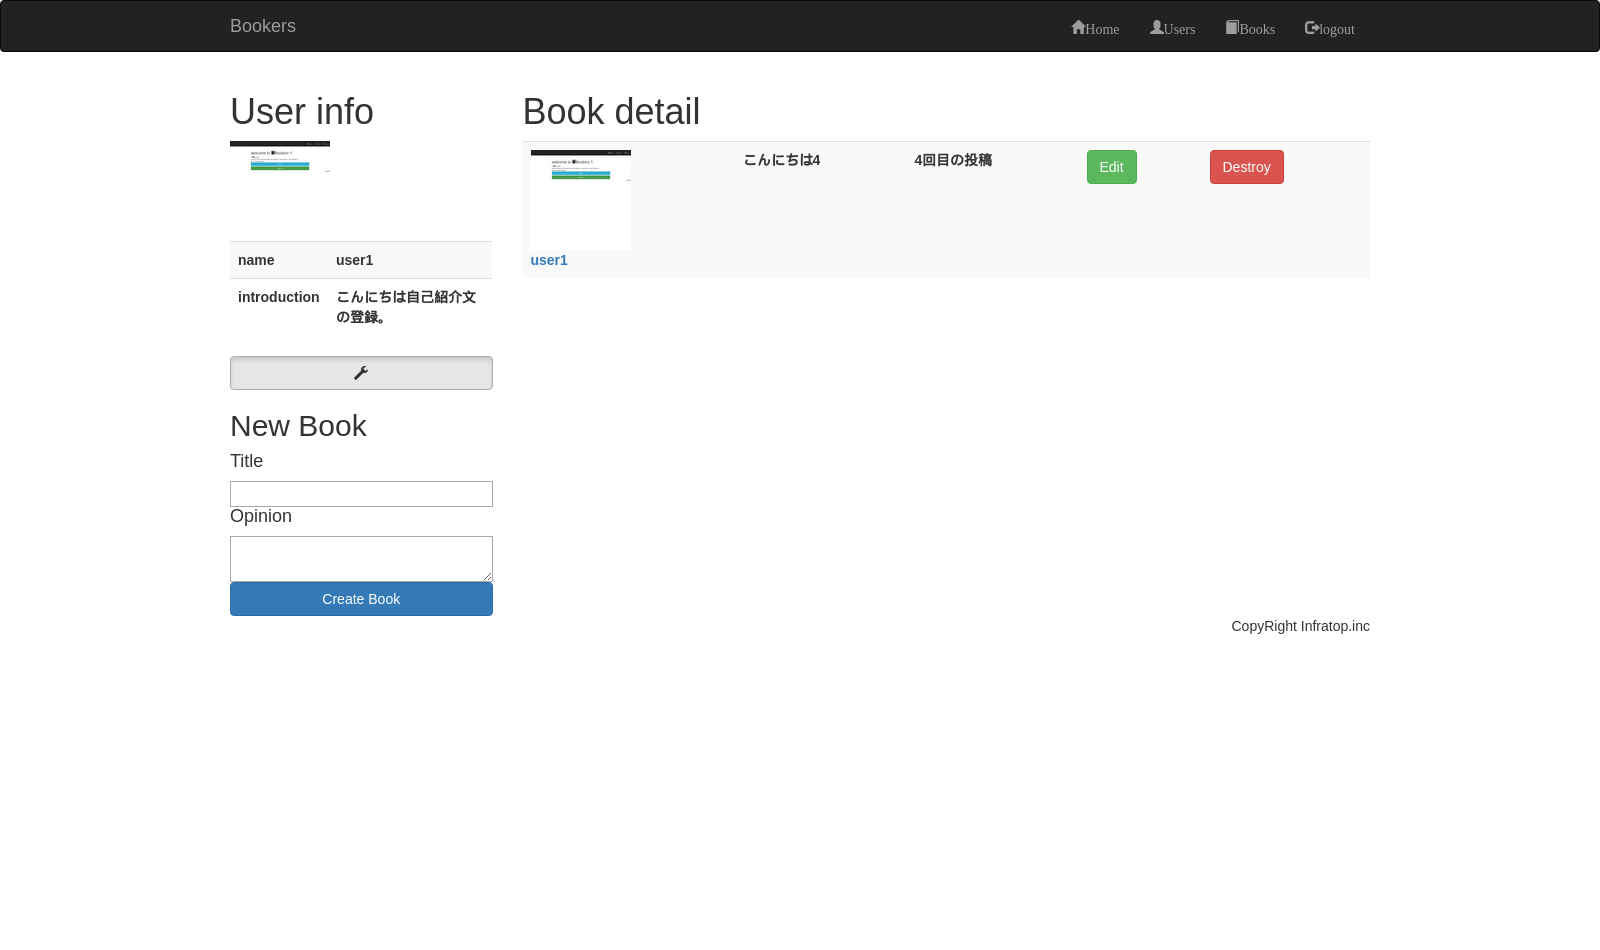 Bookers
Home
Users
Books
logout
User info
name
user1
introduction
こんにちは自己紹介文
の登録。
New Book
Title
Opinion
Create Book
Book detail
user1
こんにちは4
4回目の投稿
Edit
Destroy
CopyRight Infratop.inc